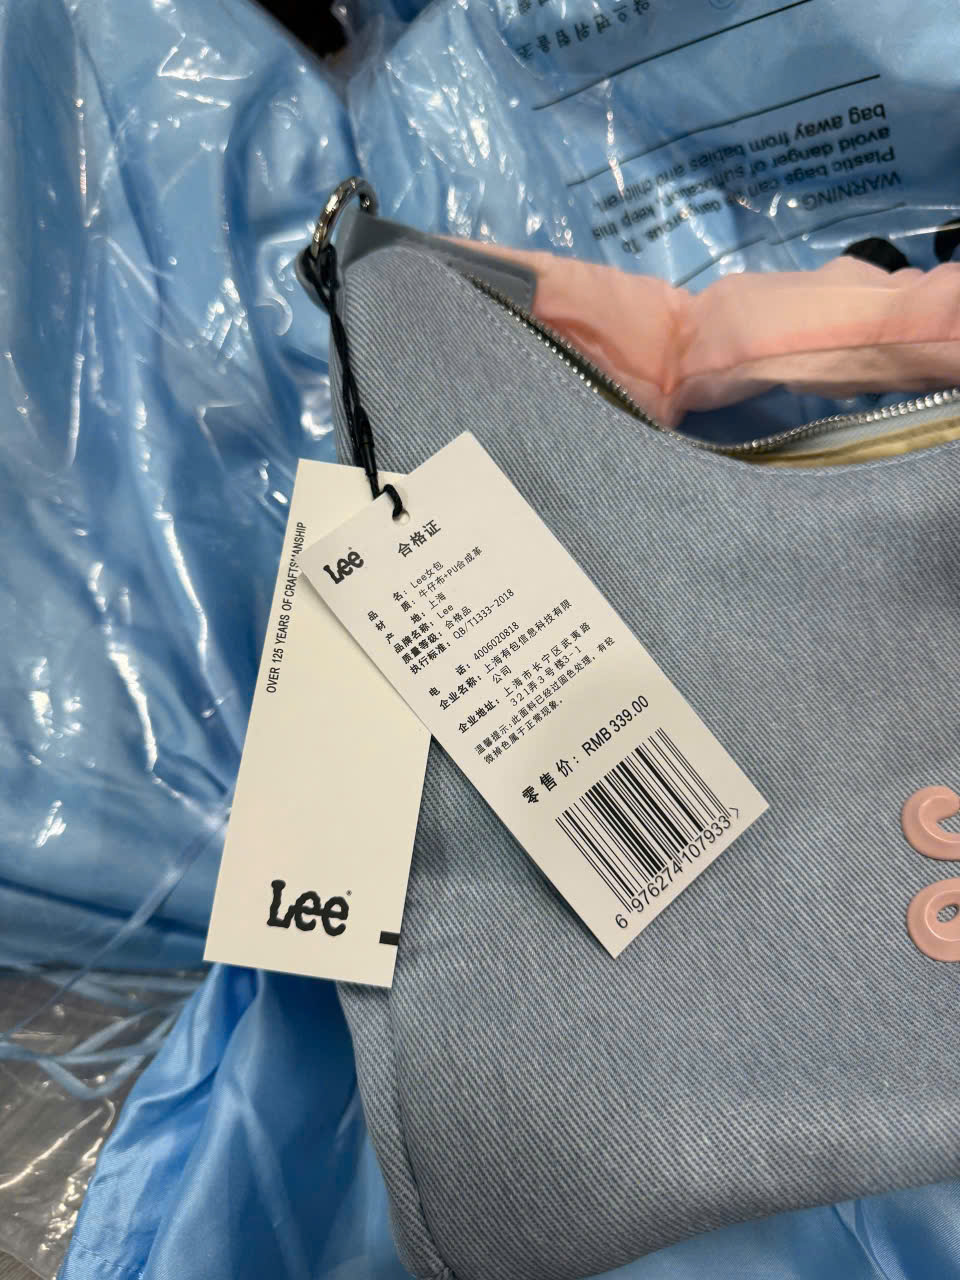 WARNING
Plastic bags can be dangerous. To
avoid danger of suffocation, keep this
bag away from babies and children.
OVER 125 YEARS OF CRAFTSMANSHIP
Lee®
Lee®
合格证
品 名：Lee女包
材 质：牛仔布+PU合成革
产 地：上海
品牌名称：Lee
质量等级：合格品
执行标准：QB/T1333-2018
电 话：4006020818
企业名称：上海有包信息科技有限
公司
企业地址：上海市长宁区武夷路
321弄3号楼3-1
温馨提示：此面料已经过固色处理，有轻
微掉色属于正常现象。
零售价：RMB 339.00
6 976274 107933 >